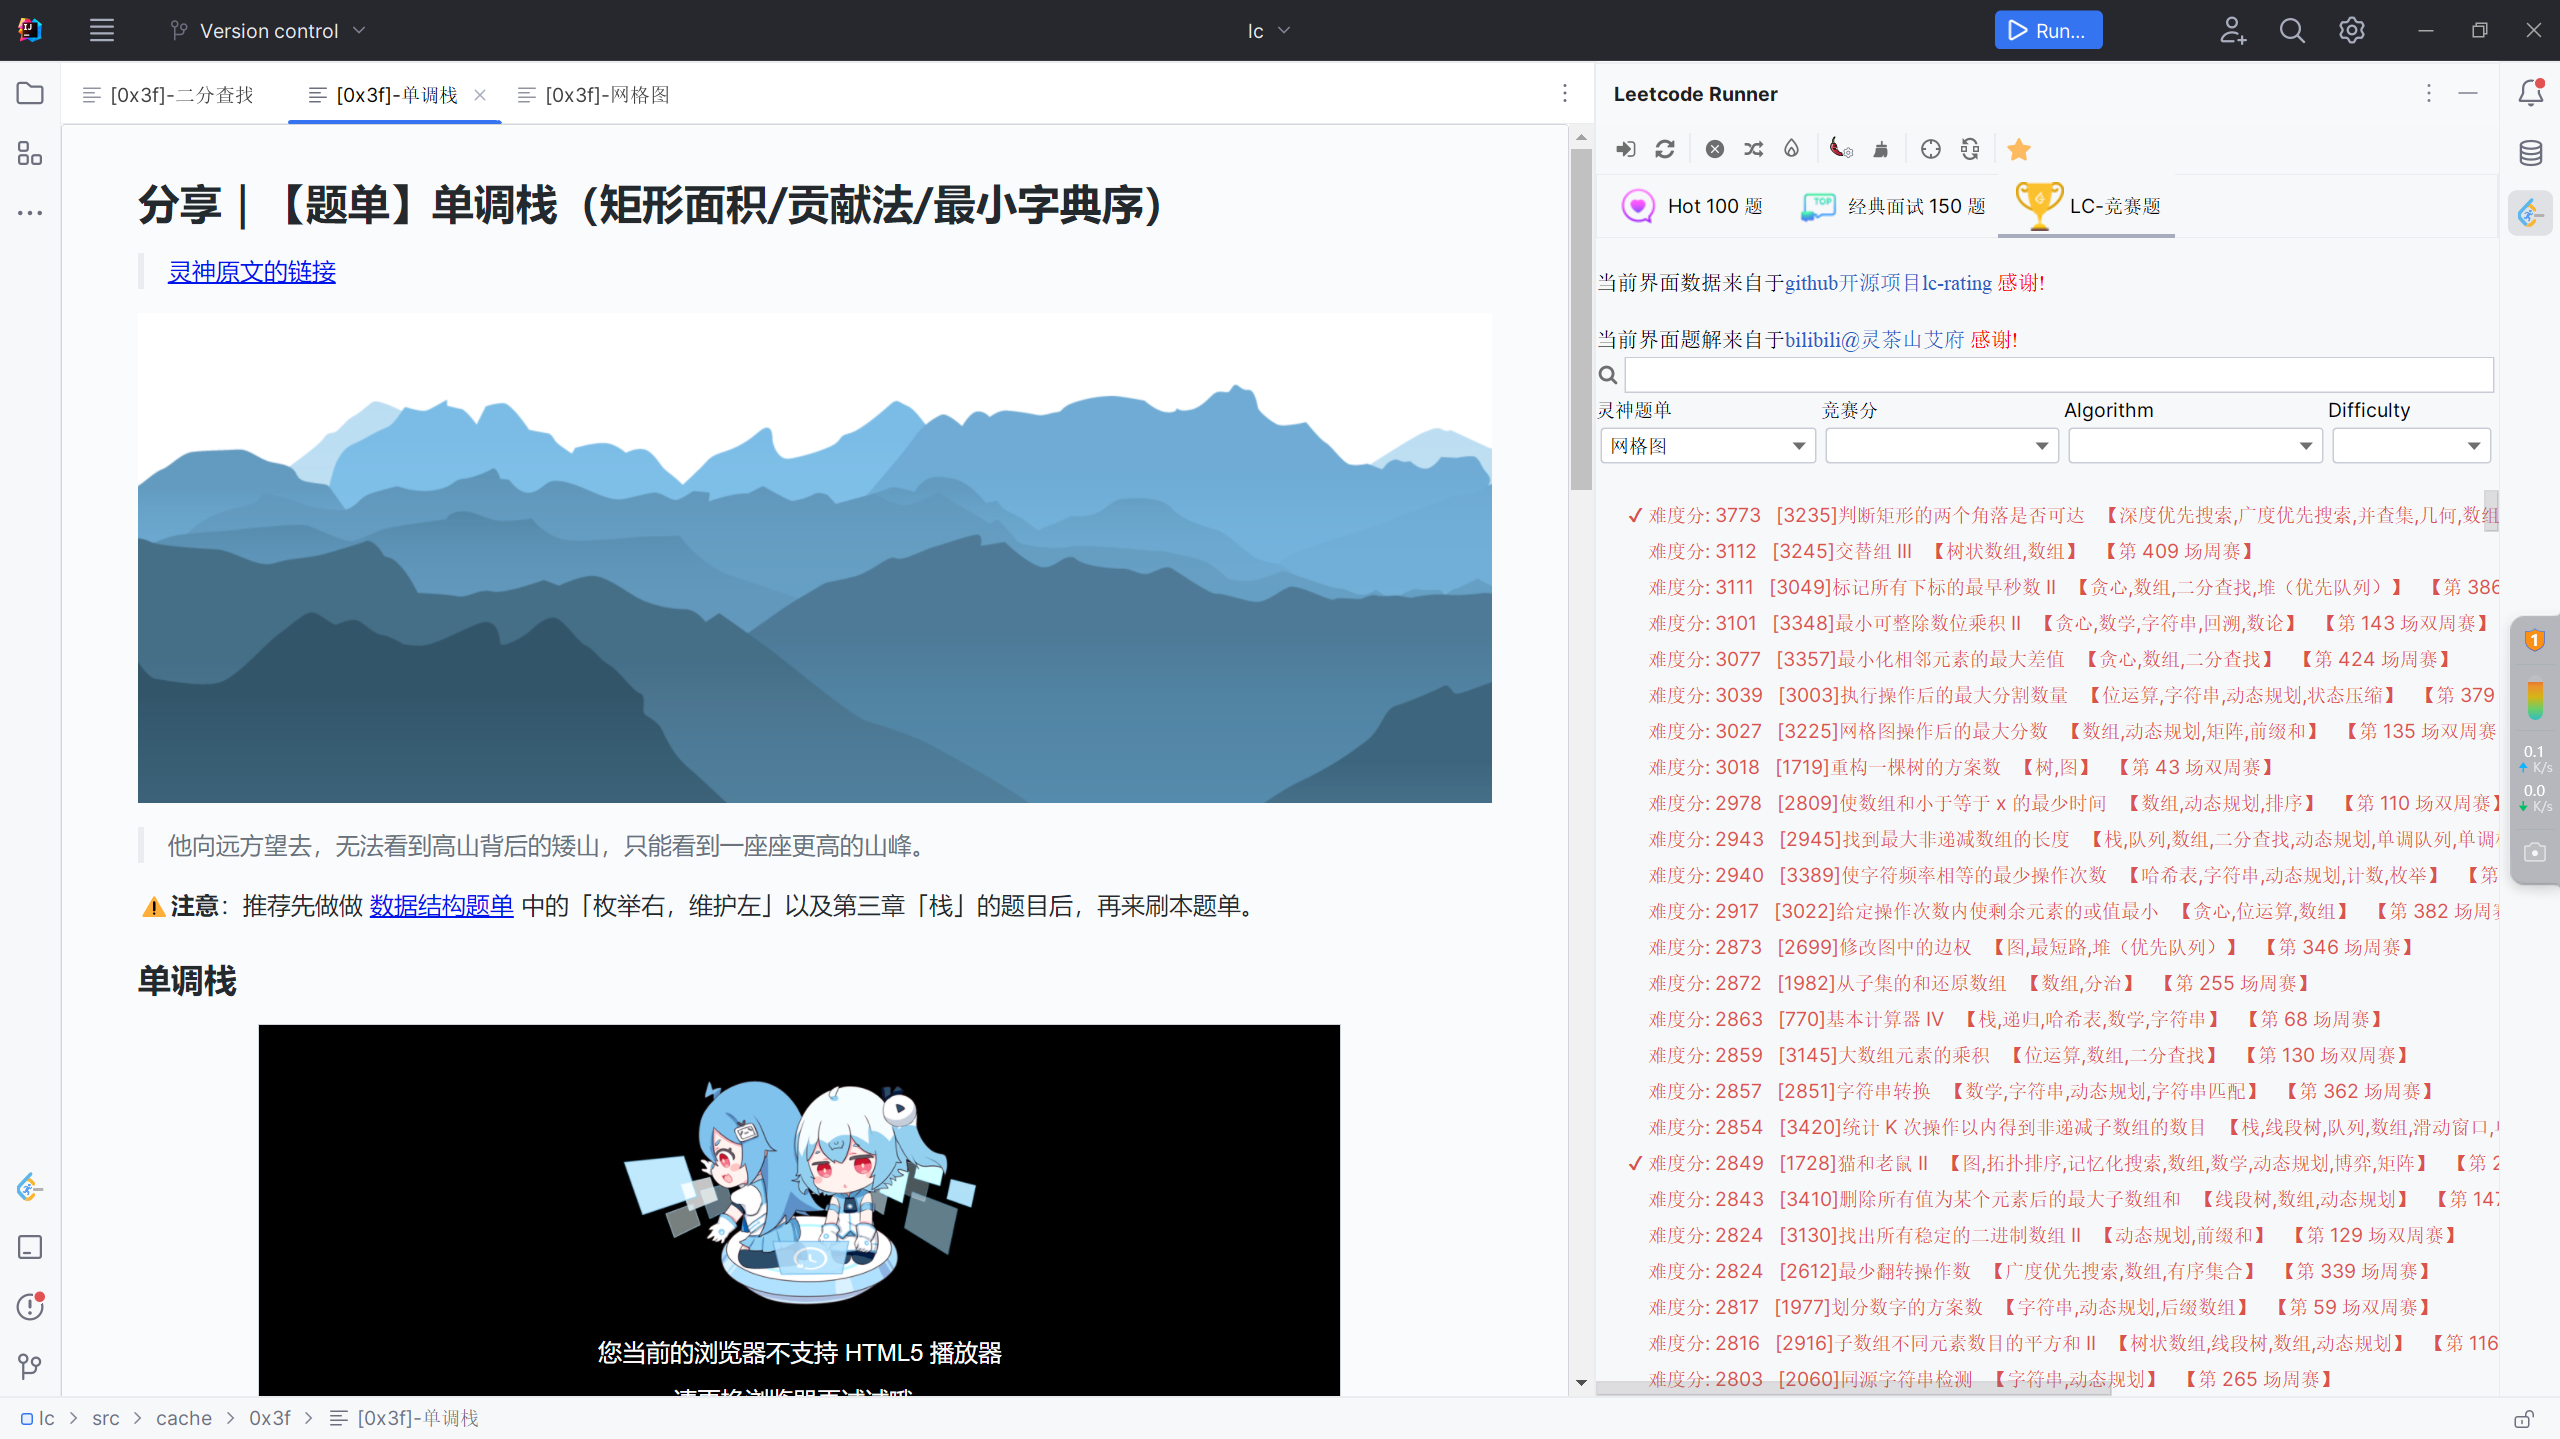 Version control
lc
Run...
[0x3f]-二分查找
[0x3f]-单调栈
[0x3f]-网格图
分享｜【题单】单调栈（矩形面积/贡献法/最小字典序）
灵神原文的链接
他向远方望去，无法看到高山背后的矮山，只能看到一座座更高的山峰。
注意：推荐先做做 数据结构题单 中的「枚举右，维护左」以及第三章「栈」的题目后，再来刷本题单。
单调栈
您当前的浏览器不支持 HTML5 播放器
Leetcode Runner
Hot 100 题
经典面试 150 题
LC-竞赛题
当前界面数据来自于github开源项目lc-rating 感谢!
当前界面题解来自于bilibili@灵茶山艾府 感谢!
灵神题单
竞赛分
Algorithm
Difficulty
网格图
✓ 难度分: 3773 [3235]判断矩形的两个角落是否可达 【深度优先搜索,广度优先搜索,并查集,几何,数组
难度分: 3112 [3245]交替组 III 【树状数组,数组】 【第 409 场周赛】
难度分: 3111 [3049]标记所有下标的最早秒数 II 【贪心,数组,二分查找,堆（优先队列）】 【第 386
难度分: 3101 [3348]最小可整除数位乘积 II 【贪心,数学,字符串,回溯,数论】 【第 143 场双周赛】
难度分: 3077 [3357]最小化相邻元素的最大差值 【贪心,数组,二分查找】 【第 424 场周赛】
难度分: 3039 [3003]执行操作后的最大分割数量 【位运算,字符串,动态规划,状态压缩】 【第 379
难度分: 3027 [3225]网格图操作后的最大分数 【数组,动态规划,矩阵,前缀和】 【第 135 场双周赛
难度分: 3018 [1719]重构一棵树的方案数 【树,图】 【第 43 场双周赛】
难度分: 2978 [2809]使数组和小于等于 x 的最少时间 【数组,动态规划,排序】 【第 110 场双周赛】
难度分: 2943 [2945]找到最大非递减数组的长度 【栈,队列,数组,二分查找,动态规划,单调队列,单调
难度分: 2940 [3389]使字符频率相等的最少操作次数 【哈希表,字符串,动态规划,计数,枚举】 【第
难度分: 2917 [3022]给定操作次数内使剩余元素的或值最小 【贪心,位运算,数组】 【第 382 场周
难度分: 2873 [2699]修改图中的边权 【图,最短路,堆（优先队列）】 【第 346 场周赛】
难度分: 2872 [1982]从子集的和还原数组 【数组,分治】 【第 255 场周赛】
难度分: 2863 [770]基本计算器 IV 【栈,递归,哈希表,数学,字符串】 【第 68 场周赛】
难度分: 2859 [3145]大数组元素的乘积 【位运算,数组,二分查找】 【第 130 场双周赛】
难度分: 2857 [2851]字符串转换 【数学,字符串,动态规划,字符串匹配】 【第 362 场周赛】
难度分: 2854 [3420]统计 K 次操作以内得到非递减子数组的数目 【栈,线段树,队列,数组,滑动窗口,
✓ 难度分: 2849 [1728]猫和老鼠 II 【图,拓扑排序,记忆化搜索,数组,数学,动态规划,博弈,矩阵】 【第 2
难度分: 2843 [3410]删除所有值为某个元素后的最大子数组和 【线段树,数组,动态规划】 【第 147
难度分: 2824 [3130]找出所有稳定的二进制数组 II 【动态规划,前缀和】 【第 129 场双周赛】
难度分: 2824 [2612]最少翻转操作数 【广度优先搜索,数组,有序集合】 【第 339 场周赛】
难度分: 2817 [1977]划分数字的方案数 【字符串,动态规划,后缀数组】 【第 59 场双周赛】
难度分: 2816 [2916]子数组不同元素数目的平方和 II 【树状数组,线段树,数组,动态规划】 【第 116
难度分: 2803 [2060]同源字符串检测 【字符串,动态规划】 【第 265 场周赛】
1
0.1
K/s
0.0
K/s
lc > src > cache > 0x3f > [0x3f]-单调栈